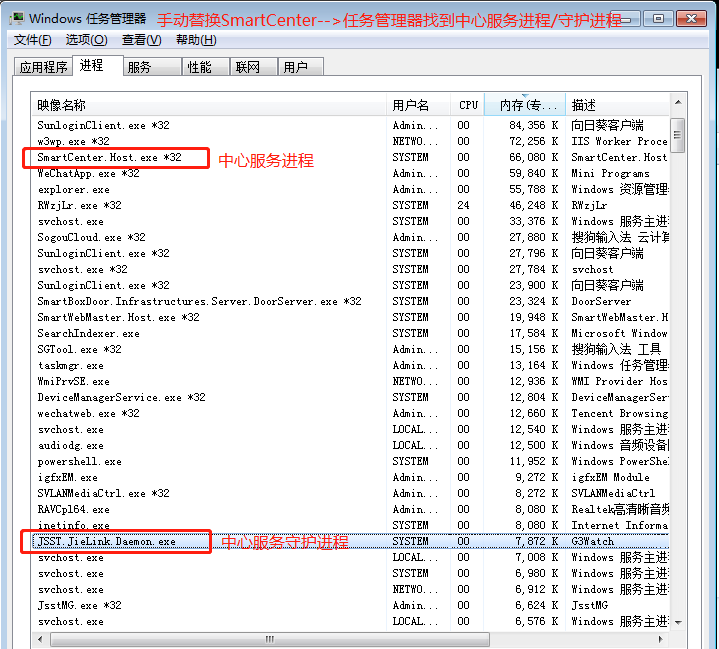 Windows 任务管理器 手动替换SmartCenter-->任务管理器找到中心服务进程/守护进程
文件(F) 选项(O) 查看(V) 帮助(H)
应用程序 进程 服务 性能 联网 用户
映像名称 用户名 CPU 内存(专... 描述
SunloginClient.exe *32 Admin... 00 84,356 K 向日葵客户端
w3wp.exe *32 NETWO... 00 72,256 K IIS Worker Proce
SmartCenter.Host.exe *32 中心服务进程 SYSTEM 00 66,080 K SmartCenter.Host
WeChatApp.exe *32 Admin... 00 59,840 K Mini Programs
explorer.exe Admin... 00 55,788 K Windows 资源管理
RWzjLr.exe *32 SYSTEM 24 46,248 K RWzjLr
svchost.exe SYSTEM 00 33,376 K Windows 服务主进
SogouCloud.exe *32 Admin... 00 27,880 K 搜狗输入法 云计算
SunloginClient.exe *32 SYSTEM 00 27,796 K 向日葵客户端
svchost.exe *32 SYSTEM 00 27,784 K svchost
SunloginClient.exe *32 SYSTEM 00 23,900 K 向日葵客户端
SmartBoxDoor.Infrastructures.Server.DoorServer.exe *32 SYSTEM 00 23,324 K DoorServer
SmartWebMaster.Host.exe *32 SYSTEM 00 19,948 K SmartWebMaster.H
SearchIndexer.exe SYSTEM 00 17,584 K Microsoft Window
SGTool.exe *32 Admin... 00 15,156 K 搜狗输入法 工具
taskmgr.exe Admin... 00 13,164 K Windows 任务管理
WmiPrvSE.exe NETWO... 00 12,936 K WMI Provider Hos
DeviceManagerService.exe *32 SYSTEM 00 12,804 K DeviceManagerSer
wechatweb.exe *32 Admin... 00 12,660 K Tencent Browsing
svchost.exe LOCAL... 00 12,540 K Windows 服务主进
audiodg.exe LOCAL... 00 12,500 K Windows 音频设备
powershell.exe SYSTEM 00 11,952 K Windows PowerShe
igfxEM.exe Admin... 00 9,272 K igfxEM Module
SVLANMediaCtrl.exe *32 Admin... 00 8,272 K SVLANMediaCtrl
RAVCpl64.exe Admin... 00 8,108 K Realtek高清晰音频
inetinfo.exe SYSTEM 00 8,080 K Internet Informa
JSST.JieLink.Daemon.exe 中心服务守护进程 SYSTEM 00 7,872 K G3Watch
svchost.exe LOCAL... 00 7,008 K Windows 服务主进
svchost.exe SYSTEM 00 6,980 K Windows 服务主进
svchost.exe NETWO... 00 6,912 K Windows 服务主进
JsstMG.exe *32 Admin... 00 6,624 K JsstMG
svchost.exe LOCAL... 00 6,576 K Windows 服务主进